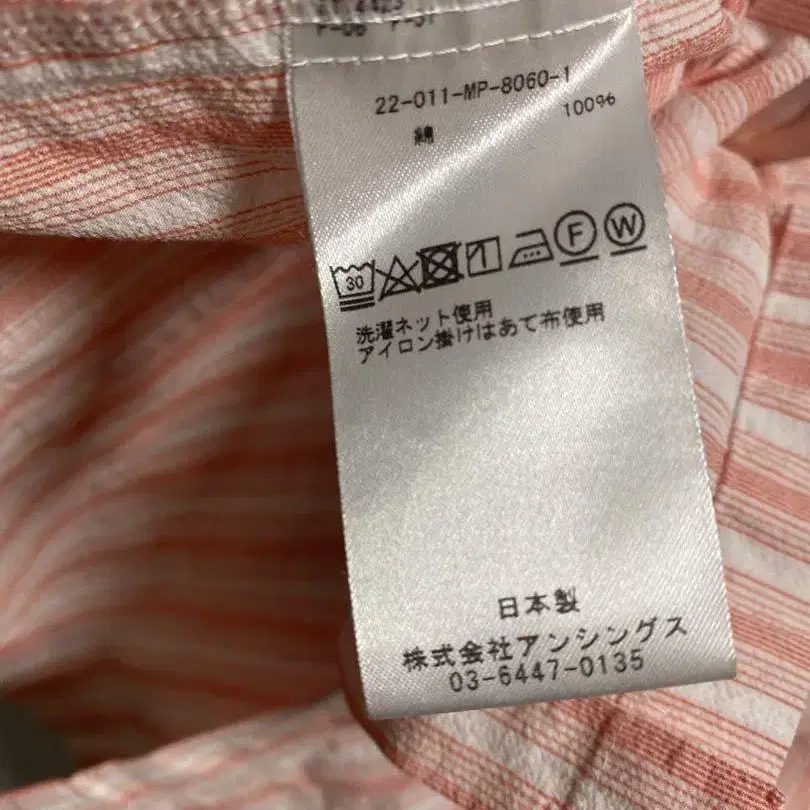 22-011-MP-8060-1
綿 100%
30 F W
洗濯ネット使用
アイロン掛けはあて布使用
日本製
株式会社アンシングス
03-6447-0135